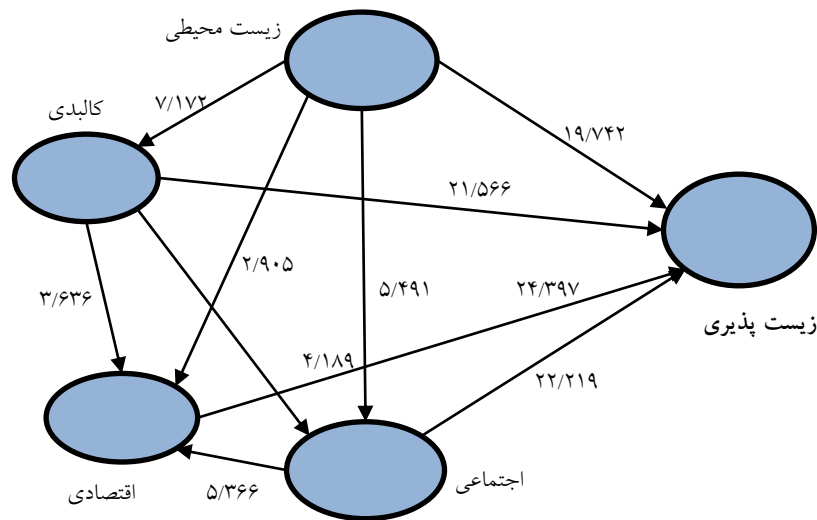 زیست محیطی
۷/۱۷۲
کالبدی
۱۹/۷۴۲
۲۱/۵۶۶
۲/۹۰۵
۵/۴۹۱
۲۴/۳۹۷
۳/۶۳۶
زیست پذیری
۴/۱۸۹
۲۲/۲۱۹
اجتماعی
اقتصادی
۵/۳۶۶